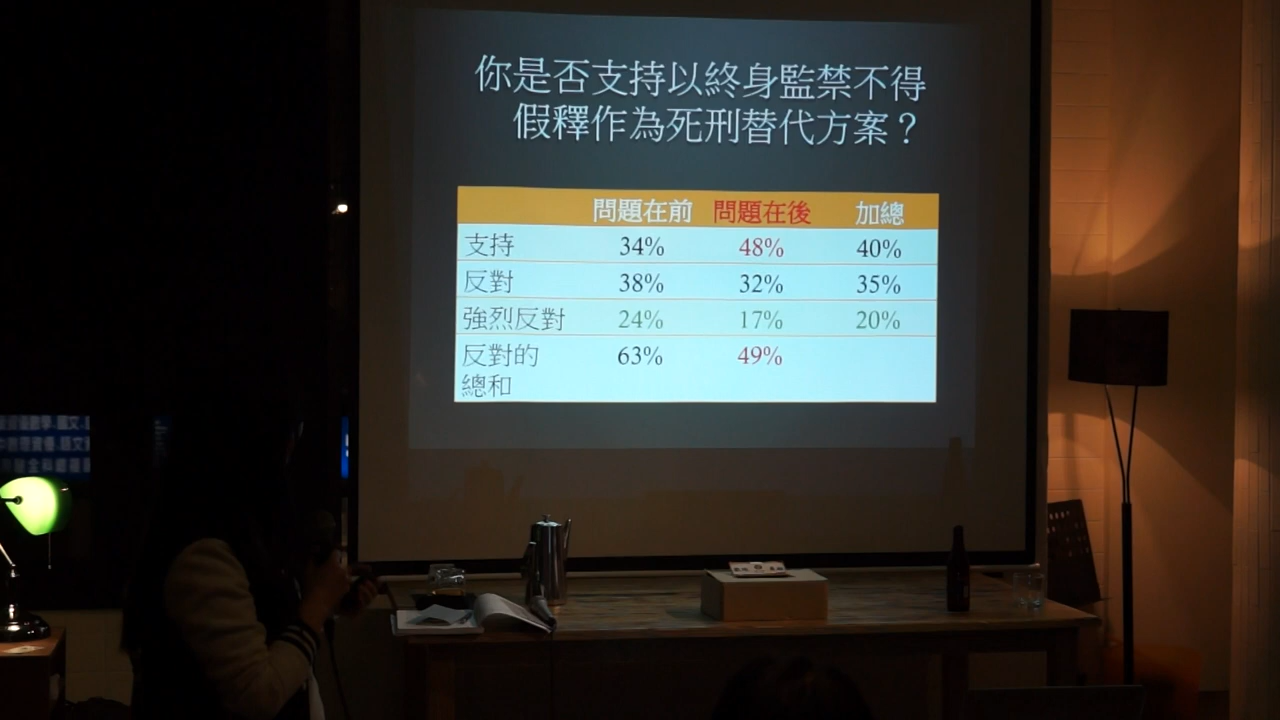 你是否支持以終身監禁不得
假釋作為死刑替代方案？
問題在前 問題在後 加總
支持 34% 48% 40%
反對 38% 32% 35%
強烈反對 24% 17% 20%
反對的 63% 49%
總和